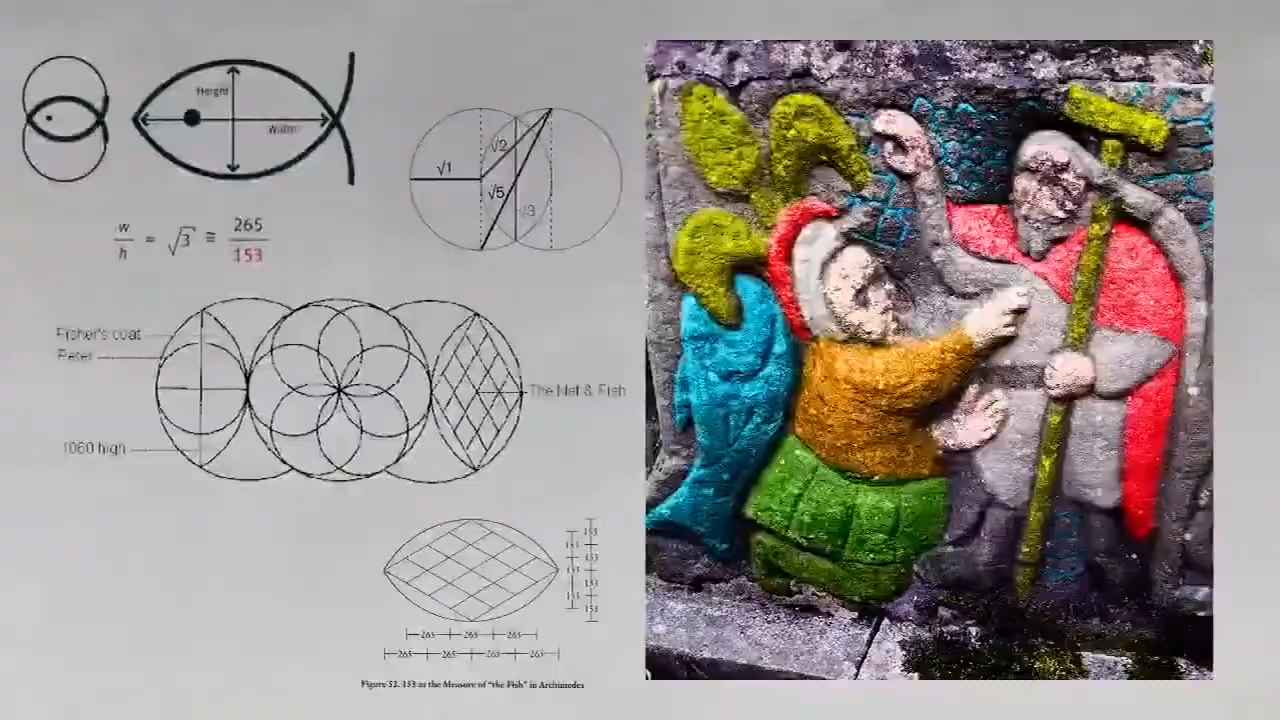 Height
Width
w/h = √3 ≅ 265/153
√1
√2
√5
√3
Fisher's coat
Peter
1060 high
The Net & Fish
153
153
153
153
153
153
153
265
265
265
265
265
265
265
Figure 52. 153 as the Measure of "the Fish" in Archimedes